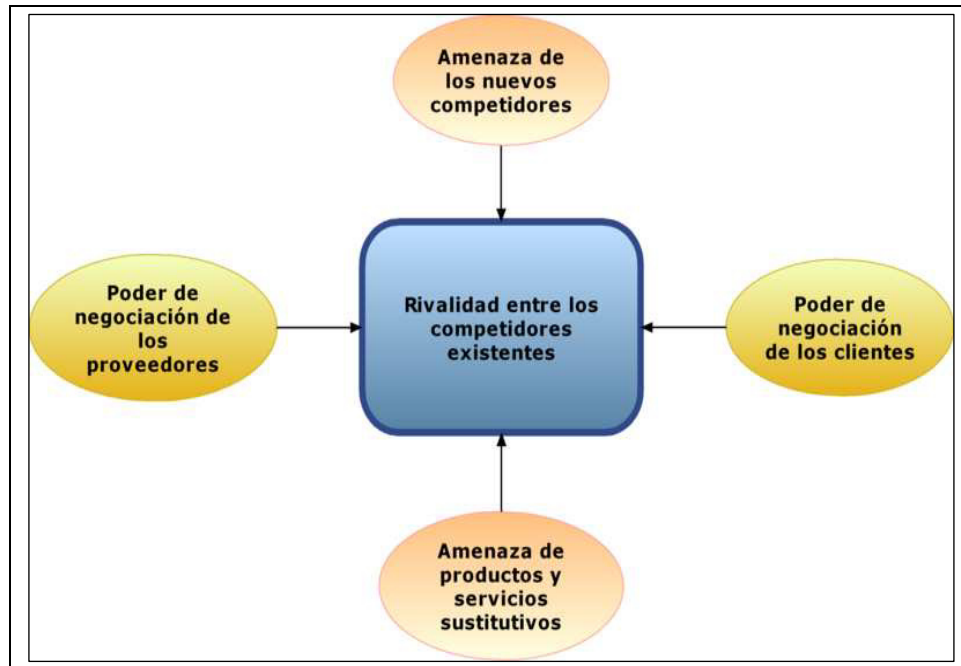 Amenaza de
los nuevos
competidores
Poder de
negociación de
los
proveedores
Rivalidad entre los
competidores
existentes
Poder de
negociación
de los clientes
Amenaza de
productos y
servicios
sustitutivos